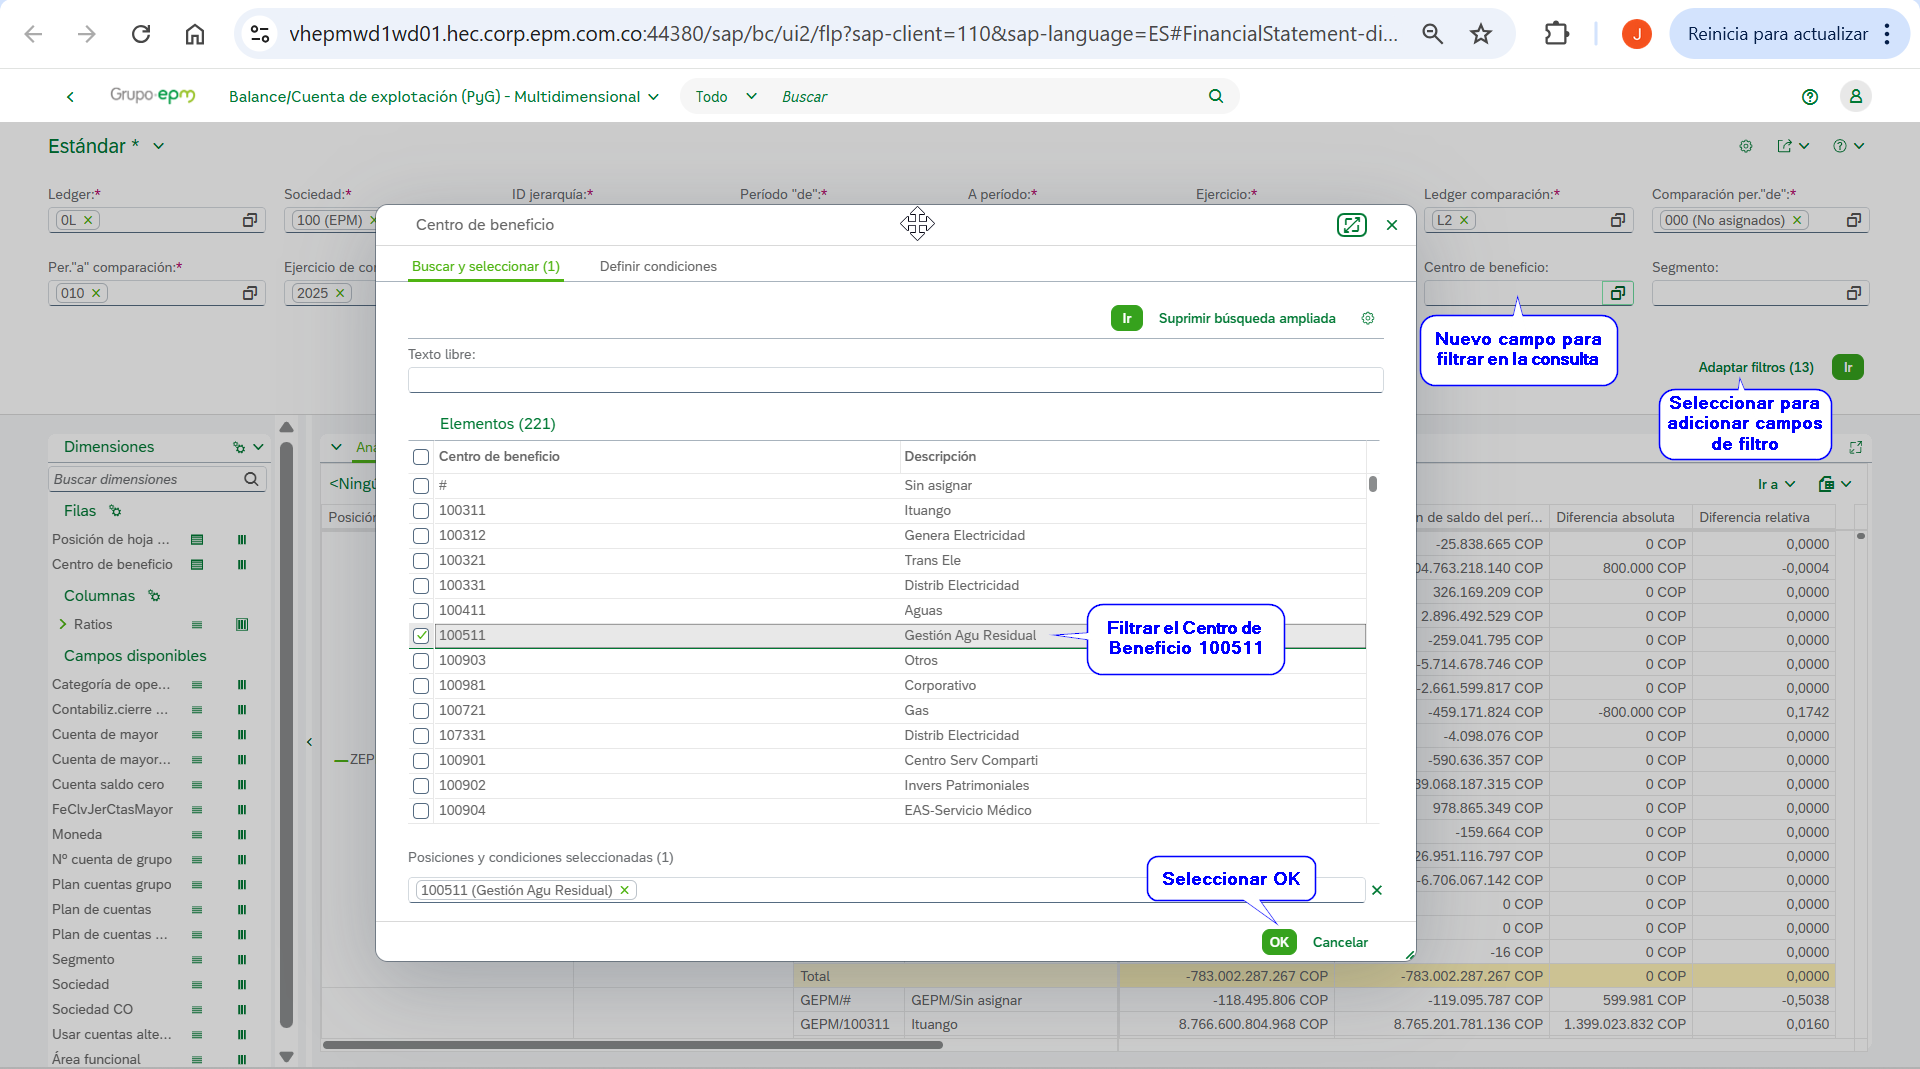 vhepmwd1wd01.hec.corp.epm.com.co:44380/sap/bc/ui2/flp?sap-client=110&sap-language=ES#FinancialStatement-di...
J
Reinicia para actualizar
Grupo·epm
Balance/Cuenta de explotación (PyG) - Multidimensional
Todo
Buscar
Estándar *
Ledger:*
Sociedad:*
ID jerarquía:*
Período "de":*
A período:*
Ejercicio:*
Ledger comparación:*
Comparación per."de":*
0L
100 (EPM)
L2
000 (No asignados)
Per."a" comparación:*
Ejercicio de co
Centro de beneficio:
Segmento:
010
2025
Nuevo campo para
filtrar en la consulta
Adaptar filtros (13)
Ir
Seleccionar para
adicionar campos
de filtro
Centro de beneficio
Buscar y seleccionar (1)
Definir condiciones
Ir
Suprimir búsqueda ampliada
Texto libre:
Elementos (221)
Centro de beneficio
Descripción
#
Sin asignar
100311
Ituango
100312
Genera Electricidad
100321
Trans Ele
100331
Distrib Electricidad
100411
Aguas
100511
Gestión Agu Residual
100903
Otros
100981
Corporativo
100721
Gas
107331
Distrib Electricidad
100901
Centro Serv Comparti
100902
Invers Patrimoniales
100904
EAS-Servicio Médico
Filtrar el Centro de
Beneficio 100511
Posiciones y condiciones seleccionadas (1)
100511 (Gestión Agu Residual)
Seleccionar OK
OK
Cancelar
Dimensiones
Buscar dimensiones
Filas
Posición de hoja ...
Centro de beneficio
Columnas
Ratios
Campos disponibles
Categoría de ope...
Contabiliz.cierre ...
Cuenta de mayor
Cuenta de mayor...
Cuenta saldo cero
FeClvJerCtasMayor
Moneda
Nº cuenta de grupo
Plan cuentas grupo
Plan de cuentas
Plan de cuentas ...
Segmento
Sociedad
Sociedad CO
Usar cuentas alte...
Área funcional
Aná
<Ningú
Posición
ZEP
Ir a
n de saldo del perí...
Diferencia absoluta
Diferencia relativa
-25.838.665 COP
0 COP
0,0000
04.763.218.140 COP
800.000 COP
-0,0004
326.169.209 COP
0 COP
0,0000
2.896.492.529 COP
0 COP
0,0000
-259.041.795 COP
0 COP
0,0000
-5.714.678.746 COP
0 COP
0,0000
-2.661.599.817 COP
0 COP
0,0000
-459.171.824 COP
-800.000 COP
0,1742
-4.098.076 COP
0 COP
0,0000
-590.636.357 COP
0 COP
0,0000
39.068.187.315 COP
0 COP
0,0000
978.865.349 COP
0 COP
0,0000
-159.664 COP
0 COP
0,0000
26.951.116.797 COP
0 COP
0,0000
-6.706.067.142 COP
0 COP
0,0000
0 COP
0 COP
0,0000
0 COP
0 COP
0,0000
-16 COP
0 COP
0,0000
Total
-783.002.287.267 COP
-783.002.287.267 COP
0 COP
0,0000
GEPM/#
GEPM/Sin asignar
-118.495.806 COP
-119.095.787 COP
599.981 COP
-0,5038
GEPM/100311
Ituango
8.766.600.804.968 COP
8.765.201.781.136 COP
1.399.023.832 COP
0,0160